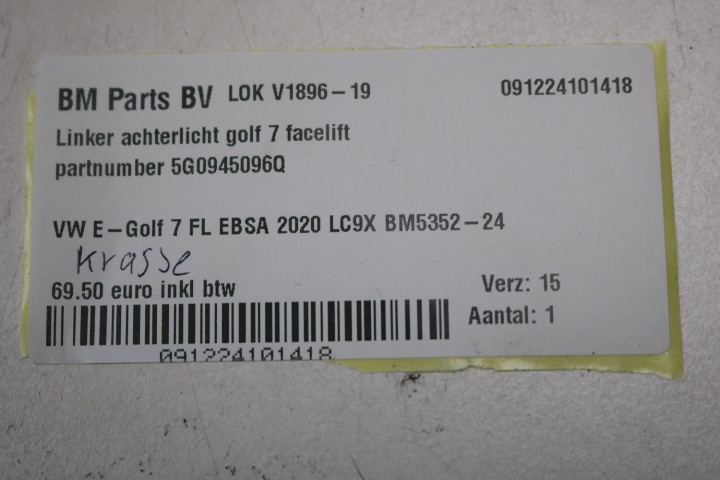 BM Parts BV LOK V1896-19 091224101418
Linker achterlicht golf 7 facelift
partnumber 5G0945096Q
VW E-Golf 7 FL EBSA 2020 LC9X BM5352-24
krasse
69.50 euro inkl btw Verz: 15
Aantal: 1
091224101418